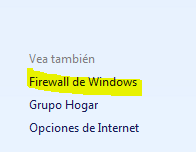 Vea también
Firewall de Windows
Grupo Hogar
Opciones de Internet